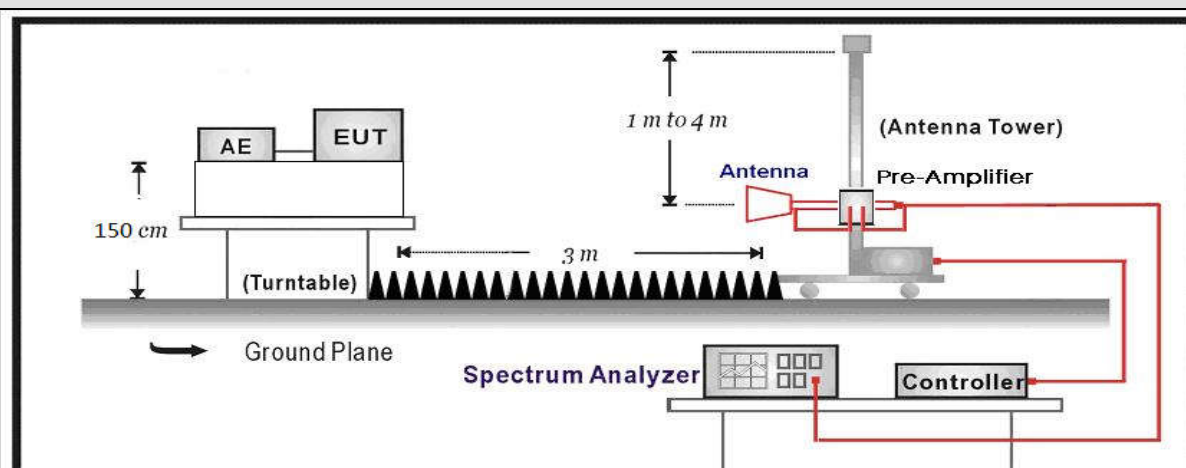 1 m to 4 m
(Antenna Tower)
AE
EUT
Antenna
Pre-Amplifier
150 cm
3 m
(Turntable)
Ground Plane
Spectrum Analyzer
Controller